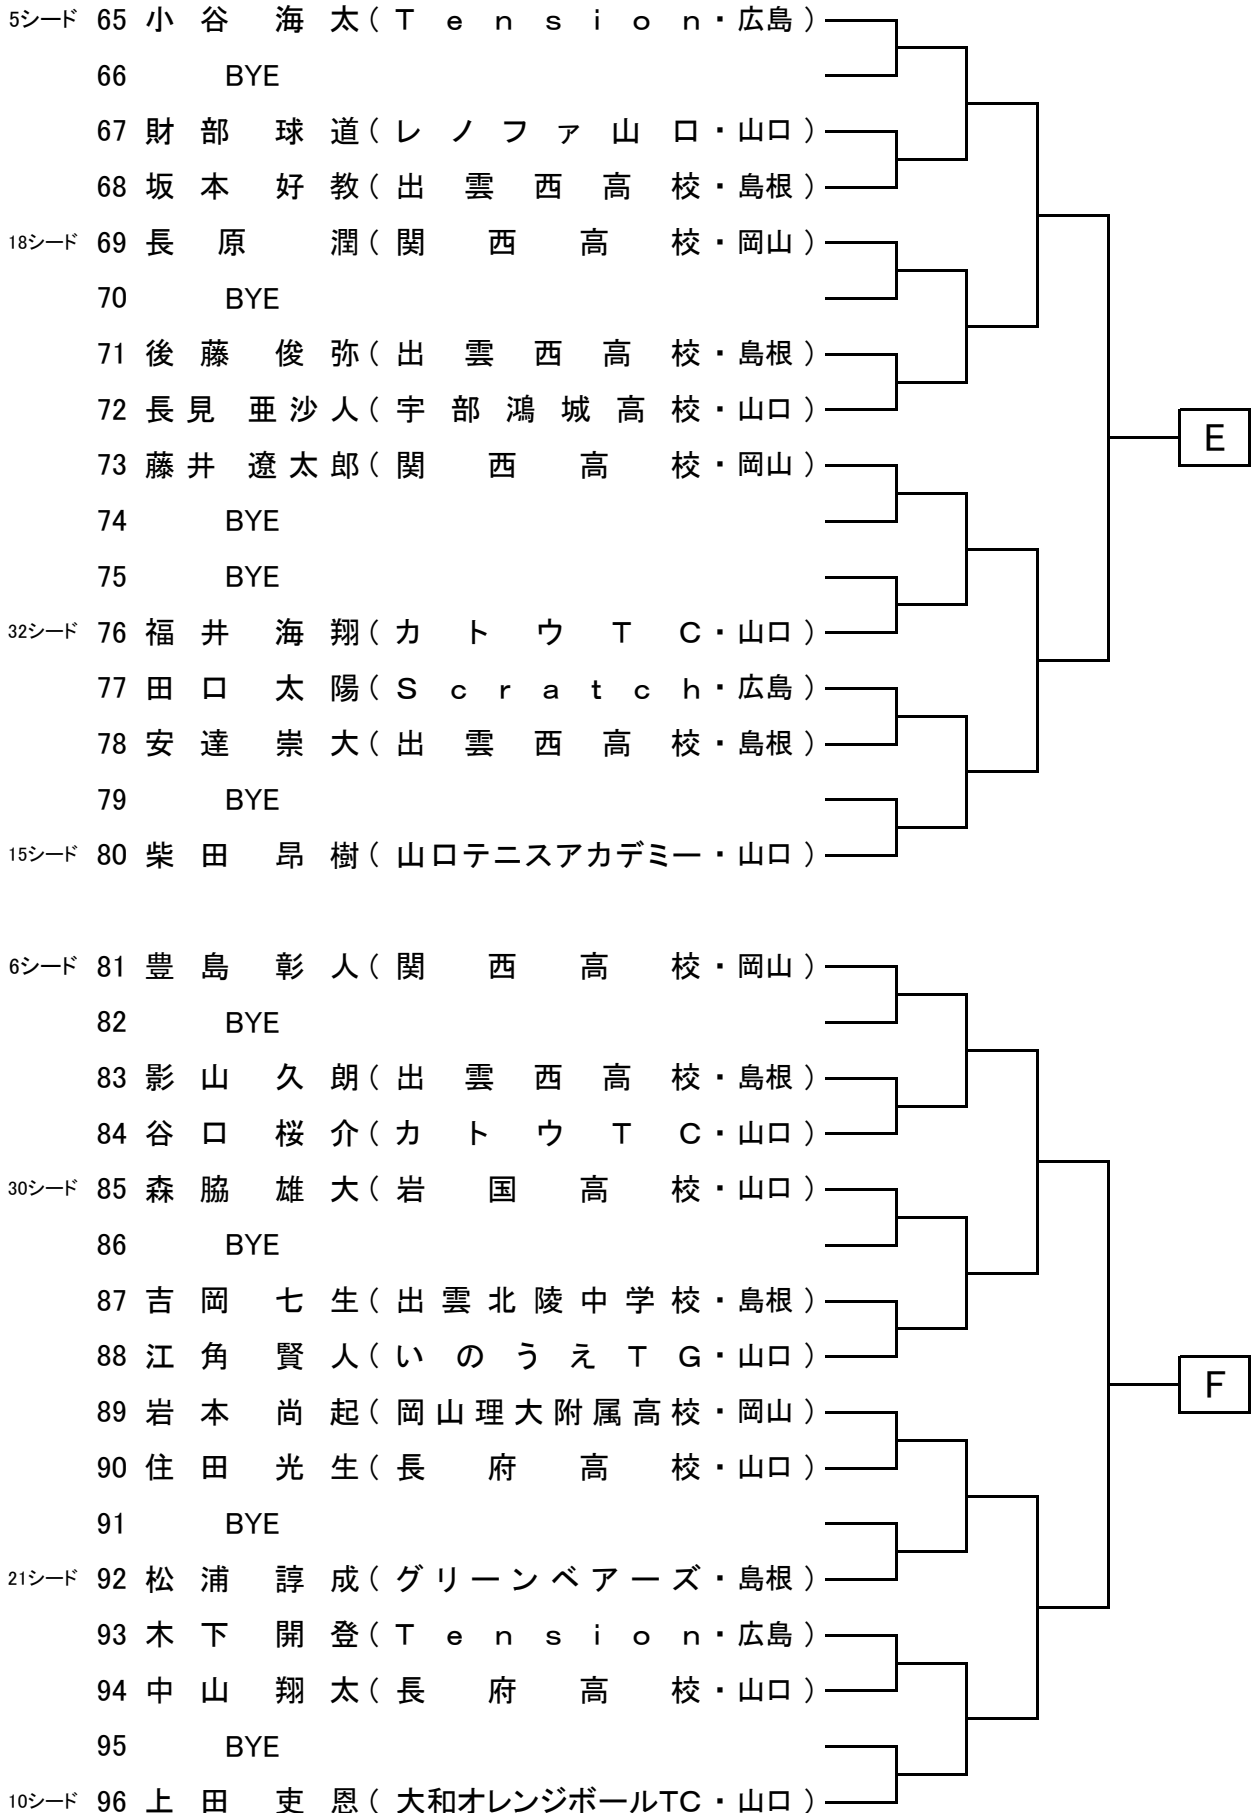 5シード 65 小谷 海太(Tension・広島)
66 BYE
67 財部 球道(レノファ山口・山口)
68 坂本 好教(出雲西高校・島根)
18シード 69 長原 潤(関西高校・岡山)
70 BYE
71 後藤 俊弥(出雲西高校・島根)
72 長見 亜沙人(宇部鴻城高校・山口)
E
73 藤井 遼太郎(関西高校・岡山)
74 BYE
75 BYE
32シード 76 福井 海翔(カトウTC・山口)
77 田口 太陽(Scratch・広島)
78 安達 崇大(出雲西高校・島根)
79 BYE
15シード 80 柴田 昂樹(山口テニスアカデミー・山口)
6シード 81 豊島 彰人(関西高校・岡山)
82 BYE
83 影山 久朗(出雲西高校・島根)
84 谷口 桜介(カトウTC・山口)
30シード 85 森脇 雄大(岩国高校・山口)
86 BYE
87 吉岡 七生(出雲北陵中学校・島根)
88 江角 賢人(いのうえTG・山口)
F
89 岩本 尚起(岡山理大附属高校・岡山)
90 住田 光生(長府高校・山口)
91 BYE
21シード 92 松浦 諄成(グリーンベアーズ・島根)
93 木下 開登(Tension・広島)
94 中山 翔太(長府高校・山口)
95 BYE
10シード 96 上田 吏恩(大和オレンジボールTC・山口)